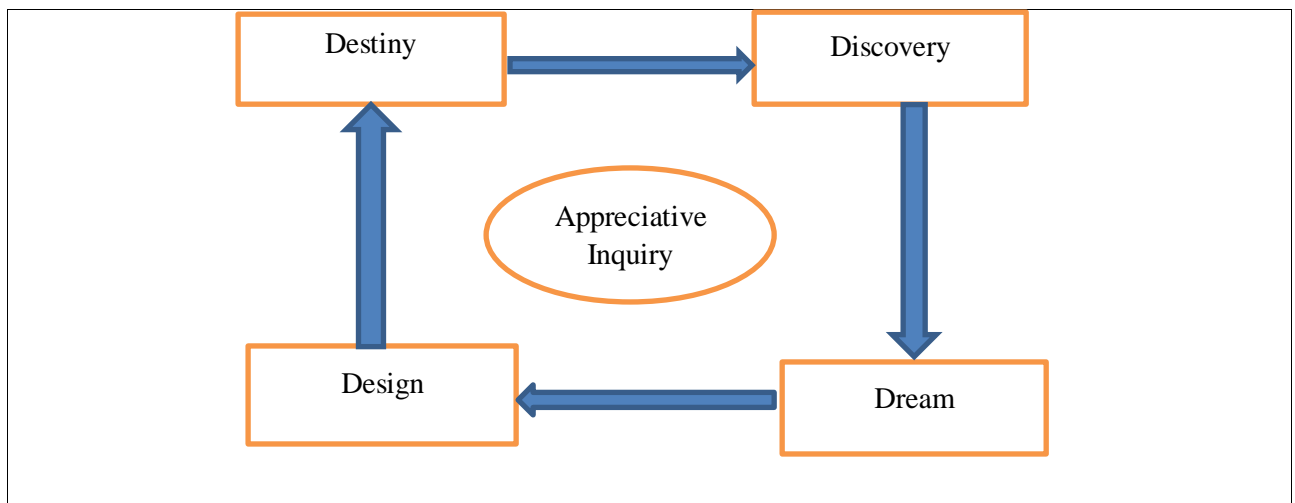 Destiny
Discovery
Appreciative
Inquiry
Design
Dream